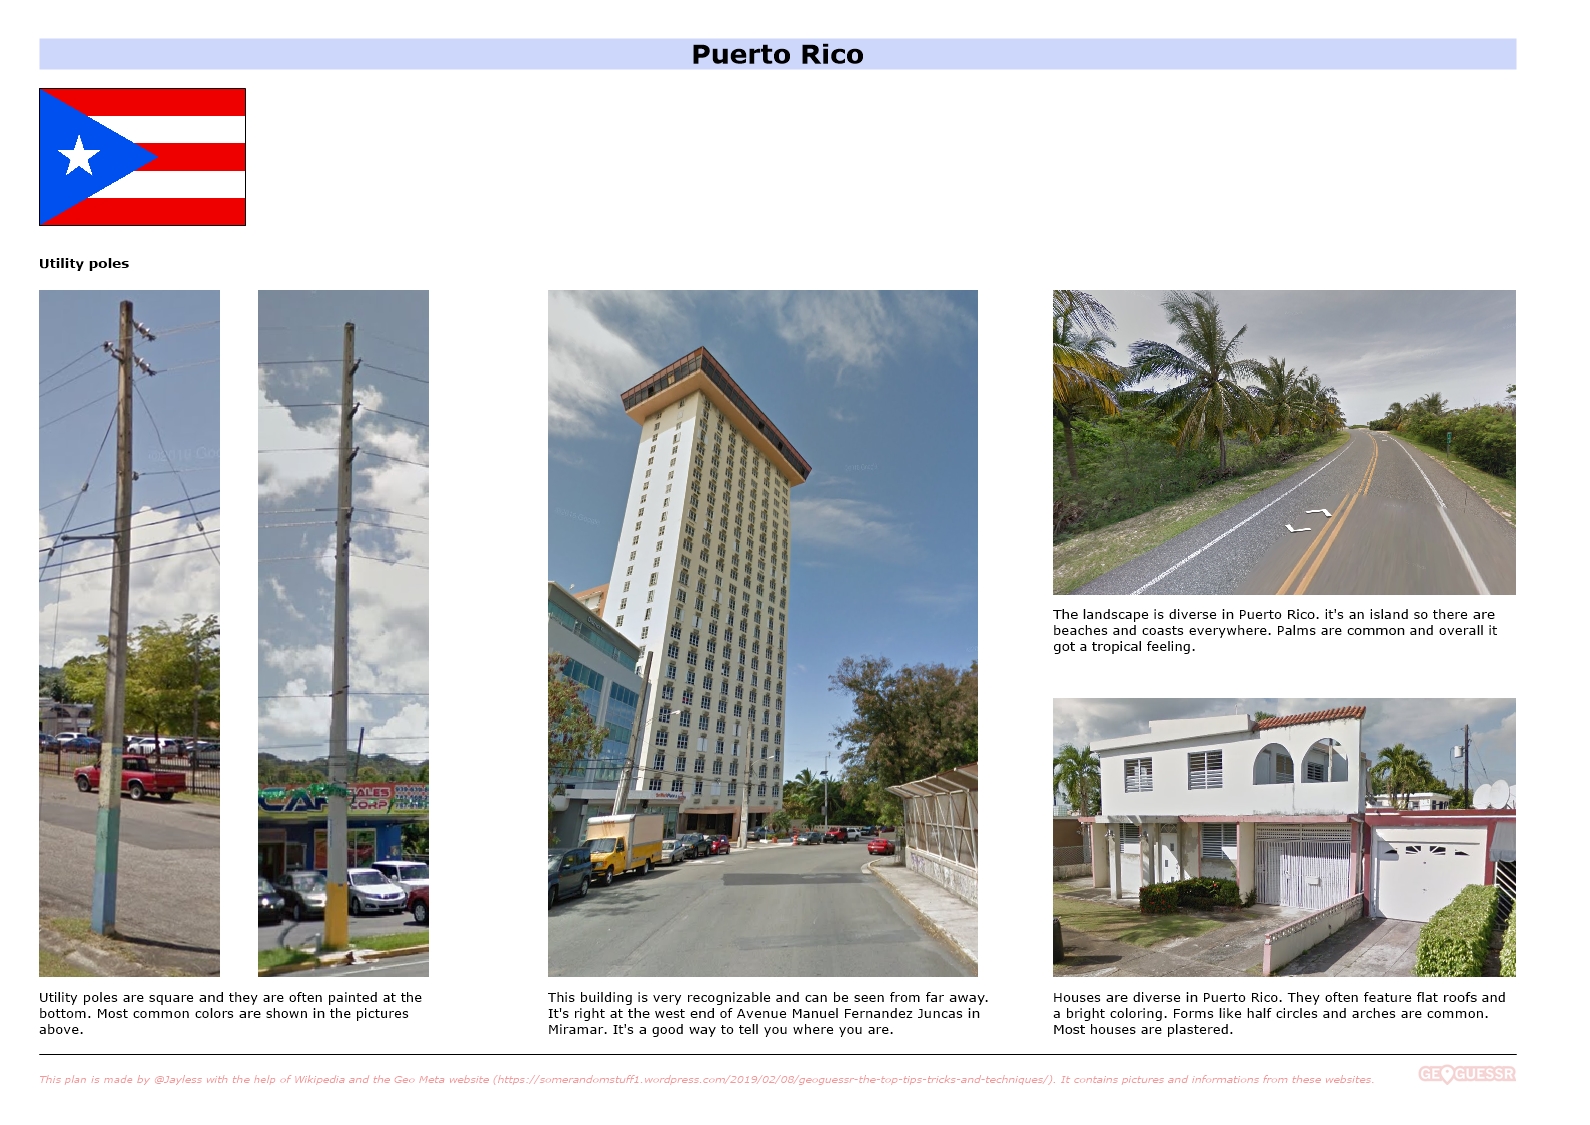 Puerto Rico
Utility poles
Utility poles are square and they are often painted at the
bottom. Most common colors are shown in the pictures
above.
This building is very recognizable and can be seen from far away.
It's right at the west end of Avenue Manuel Fernandez Juncas in
Miramar. It's a good way to tell you where you are.
The landscape is diverse in Puerto Rico. it's an island so there are
beaches and coasts everywhere. Palms are common and overall it
got a tropical feeling.
Houses are diverse in Puerto Rico. They often feature flat roofs and
a bright coloring. Forms like half circles and arches are common.
Most houses are plastered.
SALES
CORP
This plan is made by @Jayless with the help of Wikipedia and the Geo Meta website (https://somerandomstuff1.wordpress.com/2019/02/08/geoguessr-the-top-tips-tricks-and-techniques/). It contains pictures and informations from these websites.
GEOGUESSR